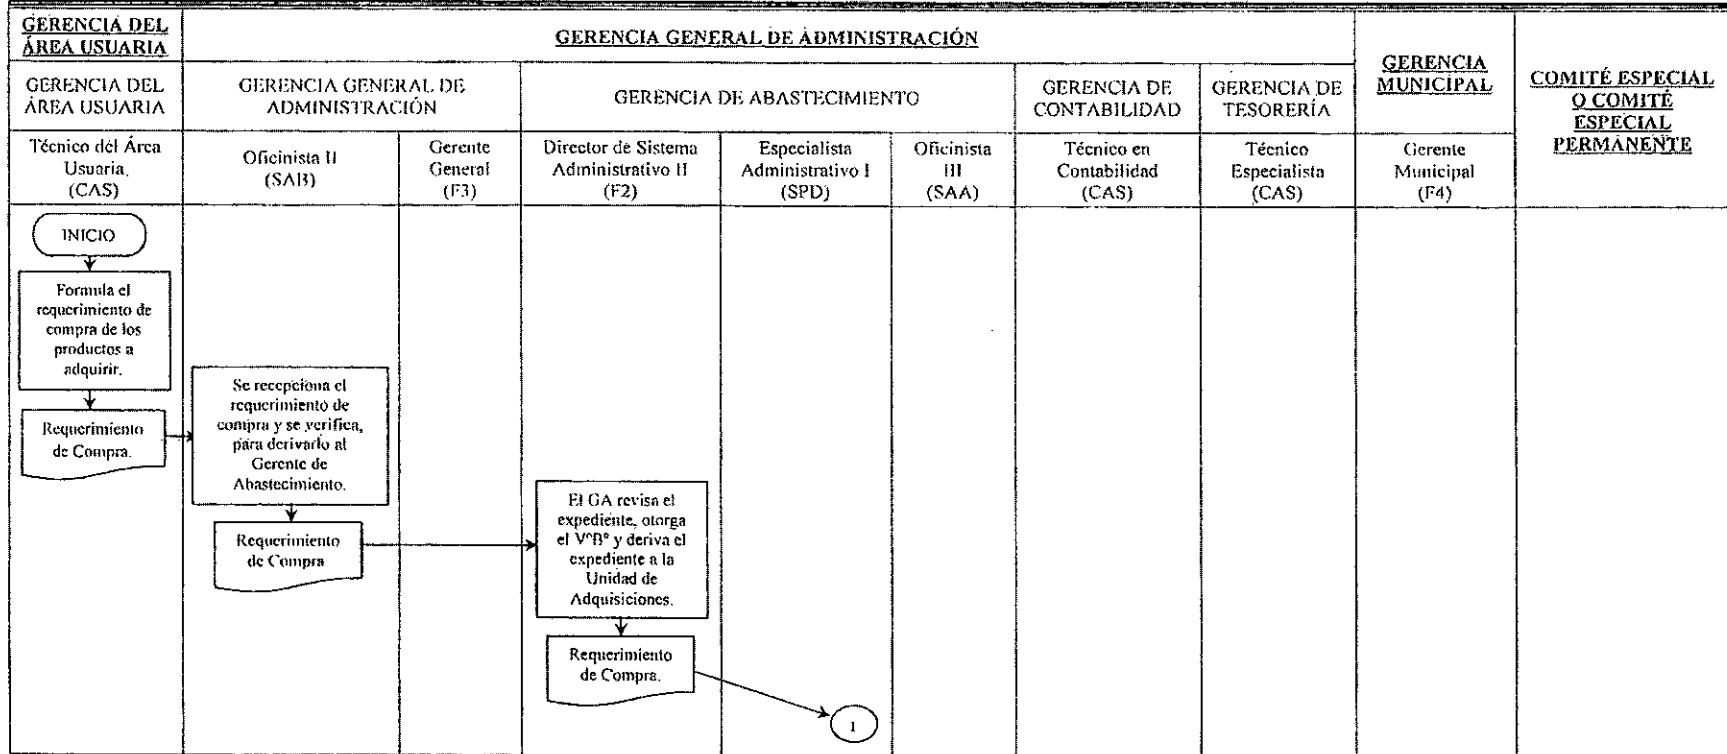 GERENCIA DEL
ÁREA USUARIA
GERENCIA GENERAL DE ADMINISTRACIÓN
GERENCIA
MUNICIPAL
COMITÉ ESPECIAL
O COMITÉ
ESPECIAL
PERMANENTE
GERENCIA DEL
ÁREA USUARIA
GERENCIA GENERAL DE
ADMINISTRACIÓN
GERENCIA DE ABASTECIMIENTO
GERENCIA DE
CONTABILIDAD
GERENCIA DE
TESORERÍA
Técnico del Área
Usuaria.
(CAS)
Oficinista II
(SAB)
Gerente
General
(F3)
Director de Sistema
Administrativo II
(F2)
Especialista
Administrativo I
(SPD)
Oficinista
III
(SAA)
Técnico en
Contabilidad
(CAS)
Técnico
Especialista
(CAS)
Gerente
Municipal
(F4)
INICIO
Formula el
requerimiento de
compra de los
productos a
adquirir.
Requerimiento
de Compra.
Se recepciona el
requerimiento de
compra y se verifica,
para derivarlo al
Gerente de
Abastecimiento.
Requerimiento
de Compra
El GA revisa el
expediente, otorga
el V°B° y deriva el
expediente a la
Unidad de
Adquisiciones.
Requerimiento
de Compra.
1